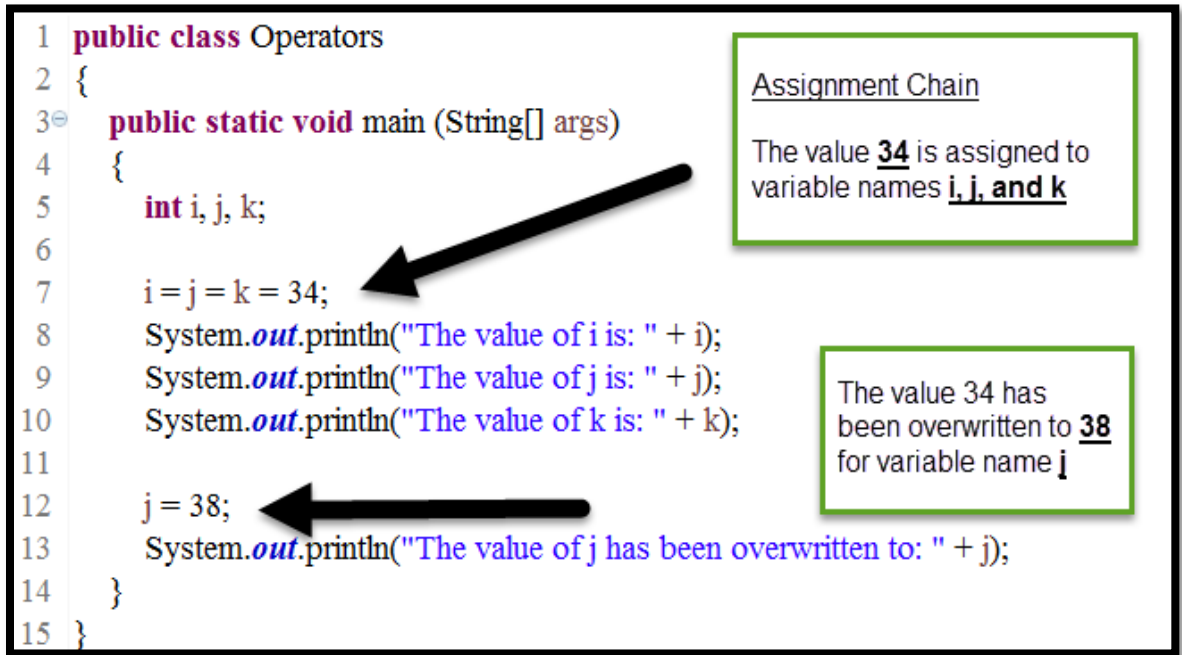 1 public class Operators
2 {
3 public static void main (String[] args)
4 {
5 int i, j, k;
6
7 i = j = k = 34;
8 System.out.println("The value of i is: " + i);
9 System.out.println("The value of j is: " + j);
10 System.out.println("The value of k is: " + k);
11
12 j = 38;
13 System.out.println("The value of j has been overwritten to: " + j);
14 }
15 }
Assignment Chain
The value 34 is assigned to
variable names i, j, and k
The value 34 has
been overwritten to 38
for variable name j